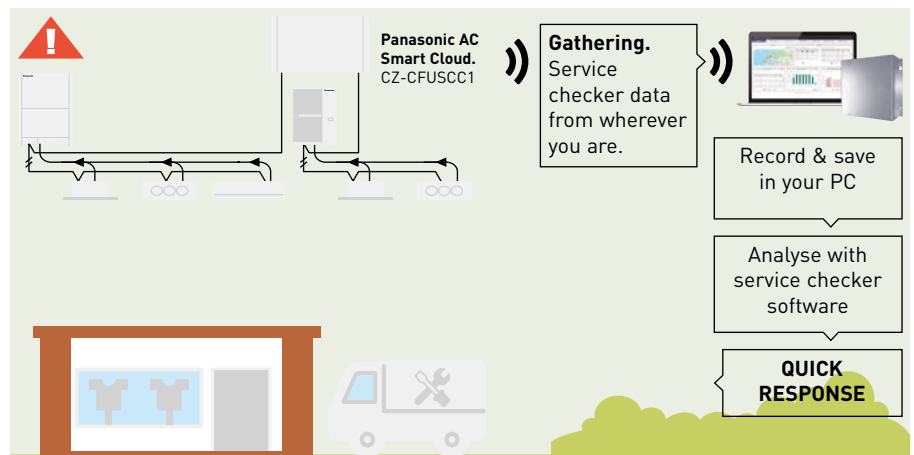 Panasonic AC
Smart Cloud.
CZ-CFUSCC1
Gathering.
Service
checker data
from wherever
you are.
Record & save
in your PC
Analyse with
service checker
software
QUICK
RESPONSE